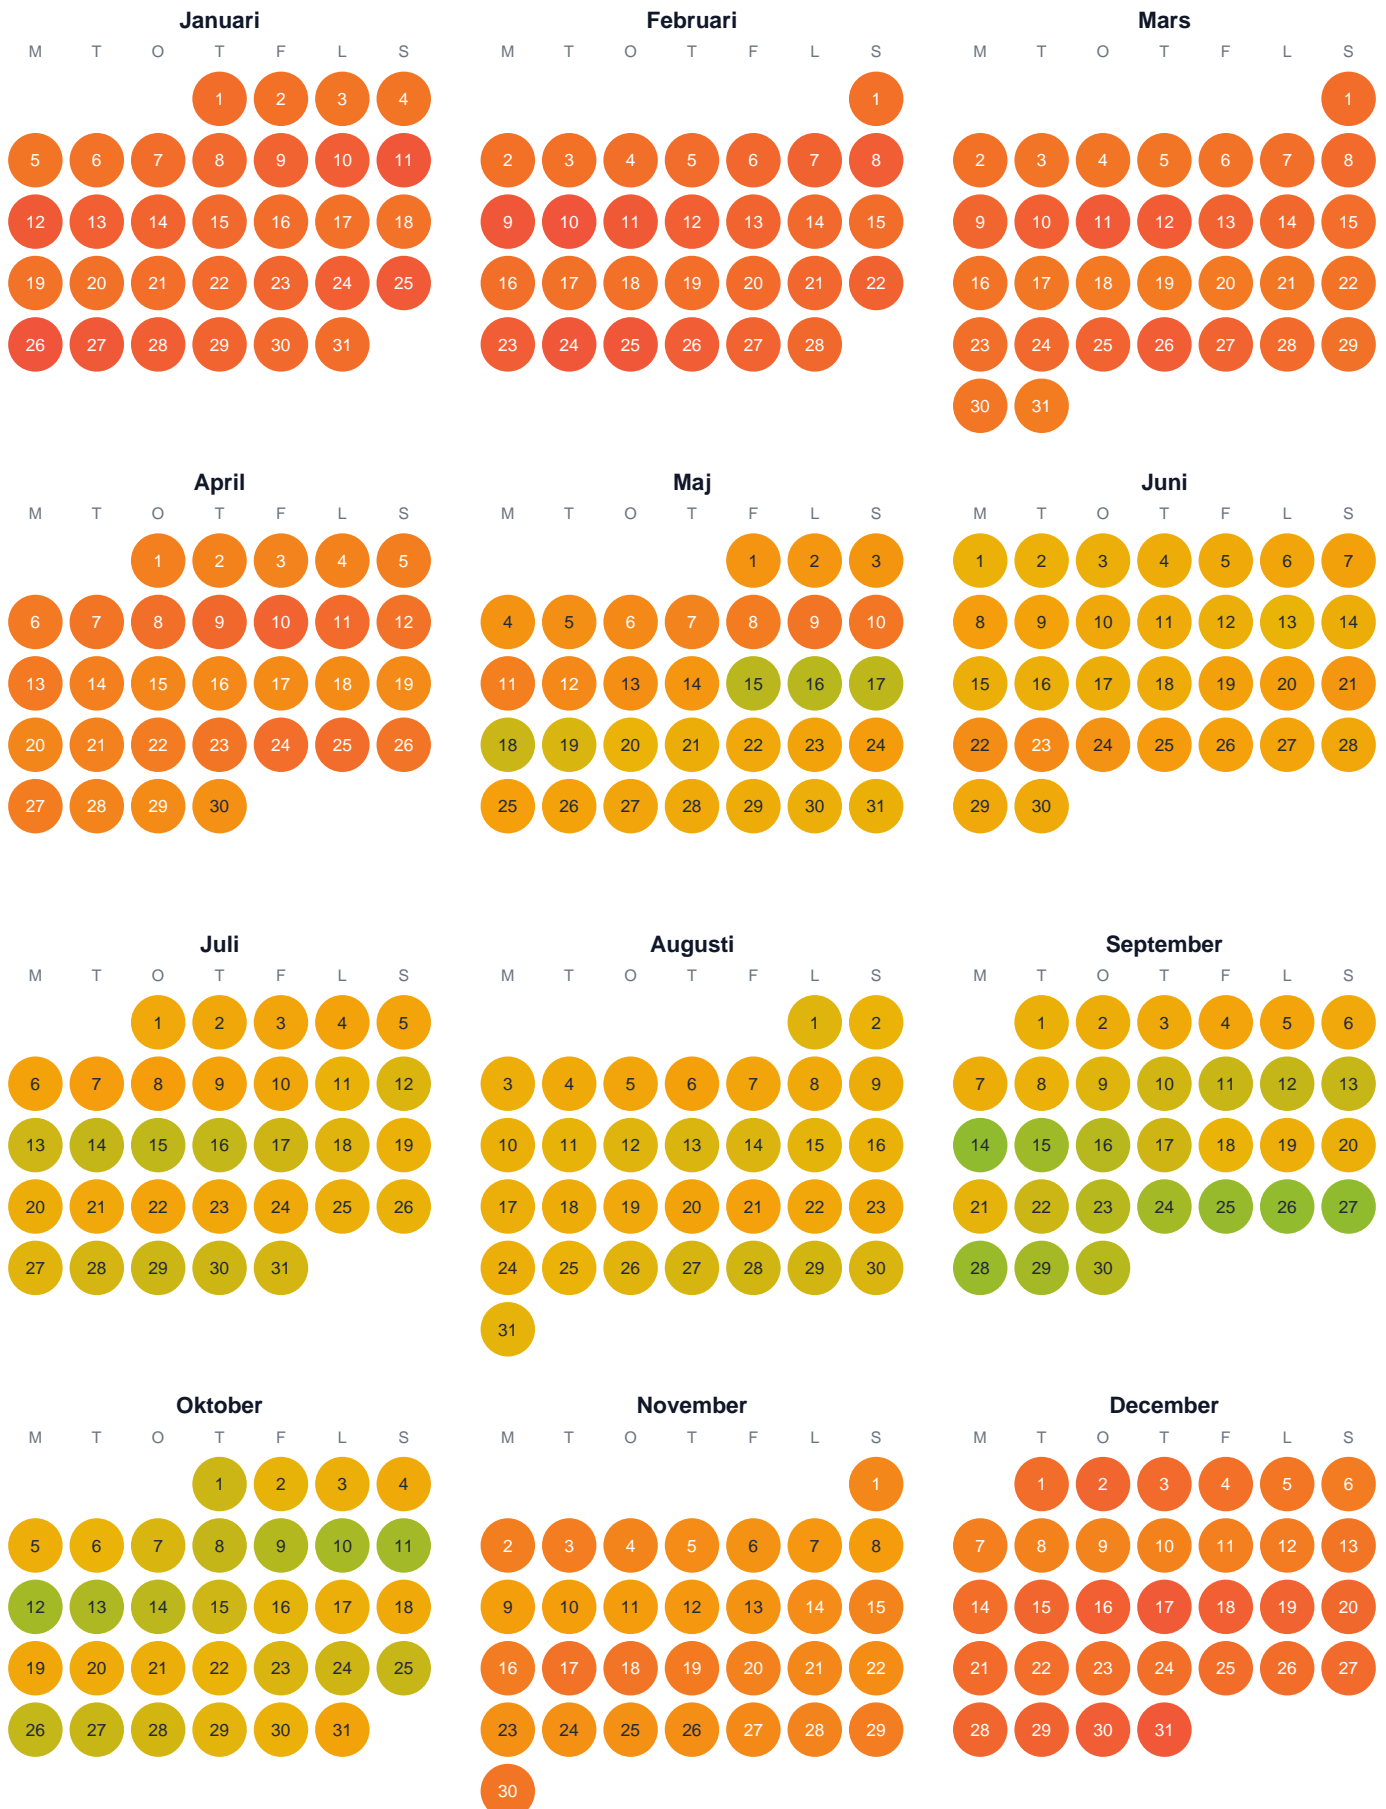 Januari Februari Mars
M T O T F L S M T O T F L S M T O T F L S
1 2 3 4 1 1
5 6 7 8 9 10 11 2 3 4 5 6 7 8 2 3 4 5 6 7 8
12 13 14 15 16 17 18 9 10 11 12 13 14 15 9 10 11 12 13 14 15
19 20 21 22 23 24 25 16 17 18 19 20 21 22 16 17 18 19 20 21 22
26 27 28 29 30 31 23 24 25 26 27 28 23 24 25 26 27 28 29
30 31
April Maj Juni
M T O T F L S M T O T F L S M T O T F L S
1 2 3 4 5 1 2 3 1 2 3 4 5 6 7
6 7 8 9 10 11 12 4 5 6 7 8 9 10 8 9 10 11 12 13 14
13 14 15 16 17 18 19 11 12 13 14 15 16 17 15 16 17 18 19 20 21
20 21 22 23 24 25 26 18 19 20 21 22 23 24 22 23 24 25 26 27 28
27 28 29 30 25 26 27 28 29 30 31 29 30
Juli Augusti September
M T O T F L S M T O T F L S M T O T F L S
1 2 3 4 5 1 2 1 2 3 4 5 6
6 7 8 9 10 11 12 3 4 5 6 7 8 9 7 8 9 10 11 12 13
13 14 15 16 17 18 19 10 11 12 13 14 15 16 14 15 16 17 18 19 20
20 21 22 23 24 25 26 17 18 19 20 21 22 23 21 22 23 24 25 26 27
27 28 29 30 31 24 25 26 27 28 29 30 28 29 30
31
Oktober November December
M T O T F L S M T O T F L S M T O T F L S
1 2 3 4 1 1 2 3 4 5 6
5 6 7 8 9 10 11 2 3 4 5 6 7 8 7 8 9 10 11 12 13
12 13 14 15 16 17 18 9 10 11 12 13 14 15 14 15 16 17 18 19 20
19 20 21 22 23 24 25 16 17 18 19 20 21 22 21 22 23 24 25 26 27
26 27 28 29 30 31 23 24 25 26 27 28 29 28 29 30 31
30